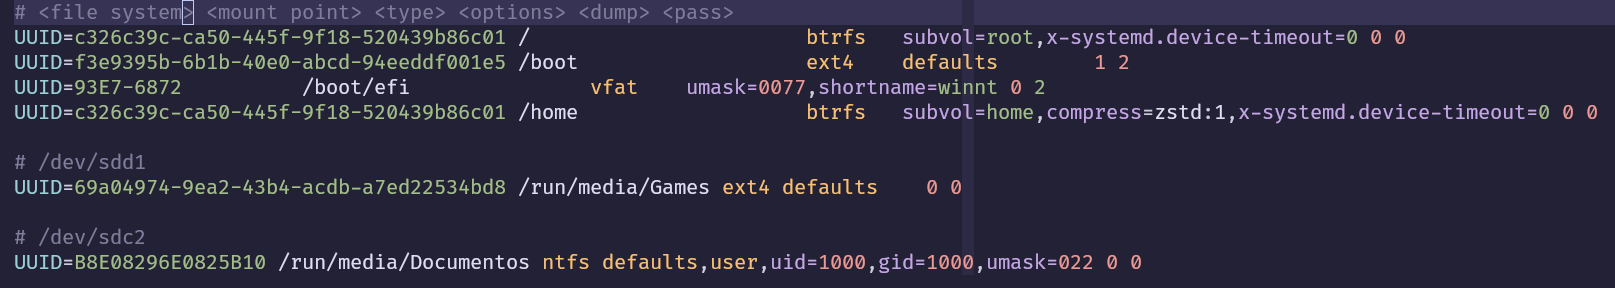 # <file system> <mount point> <type> <options> <dump> <pass>
UUID=c326c39c-ca50-445f-9f18-520439b86c01 / btrfs subvol=root,x-systemd.device-timeout=0 0 0
UUID=f3e9395b-6b1b-40e0-abcd-94eeddf001e5 /boot ext4 defaults 1 2
UUID=93E7-6872 /boot/efi vfat umask=0077,shortname=winnt 0 2
UUID=c326c39c-ca50-445f-9f18-520439b86c01 /home btrfs subvol=home,compress=zstd:1,x-systemd.device-timeout=0 0 0
# /dev/sdd1
UUID=69a04974-9ea2-43b4-acdb-a7ed22534bd8 /run/media/Games ext4 defaults 0 0
# /dev/sdc2
UUID=B8E08296E0825B10 /run/media/Documentos ntfs defaults,user,uid=1000,gid=1000,umask=022 0 0